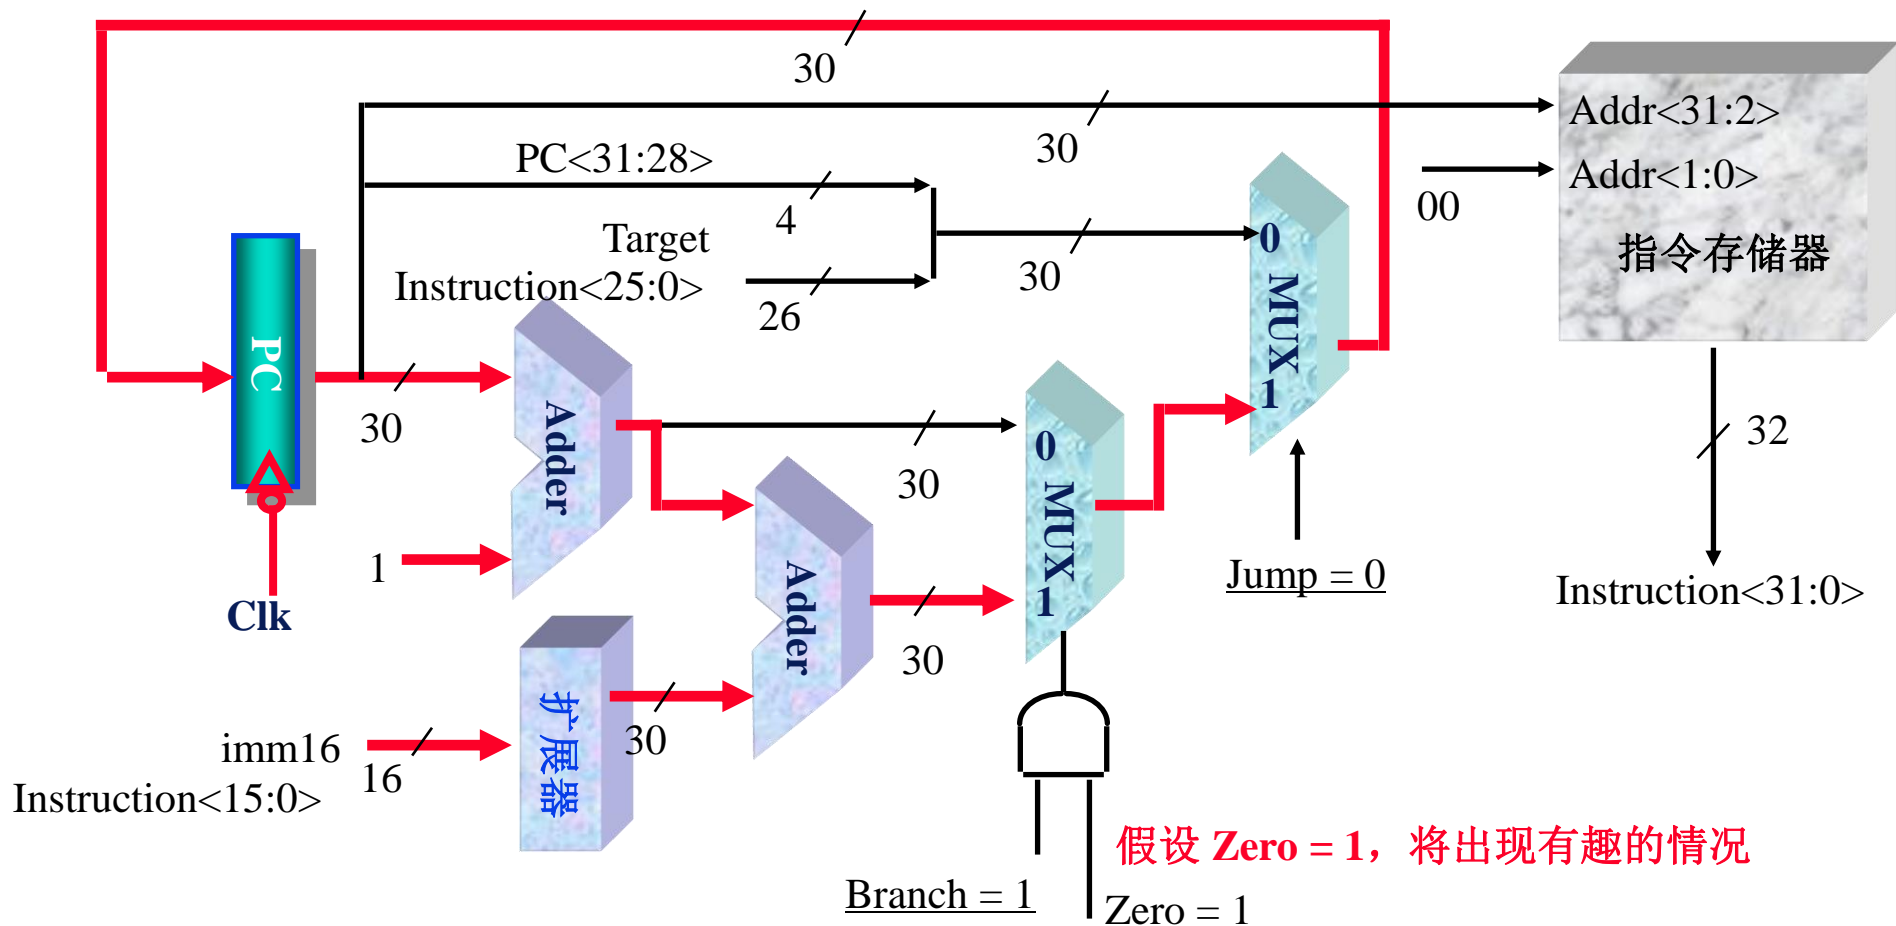 30
Addr<31:2>
30
PC<31:28>
Addr<1:0>
00
4
Target
0
指令存储器
30
Instruction<25:0>
26
MUX
PC
1
30
Adder
32
0
30
MUX
1
Adder
Jump = 0
Instruction<31:0>
1
Clk
30
扩展器
30
imm16
16
Instruction<15:0>
假设 Zero = 1，将出现有趣的情况
Branch = 1
Zero = 1